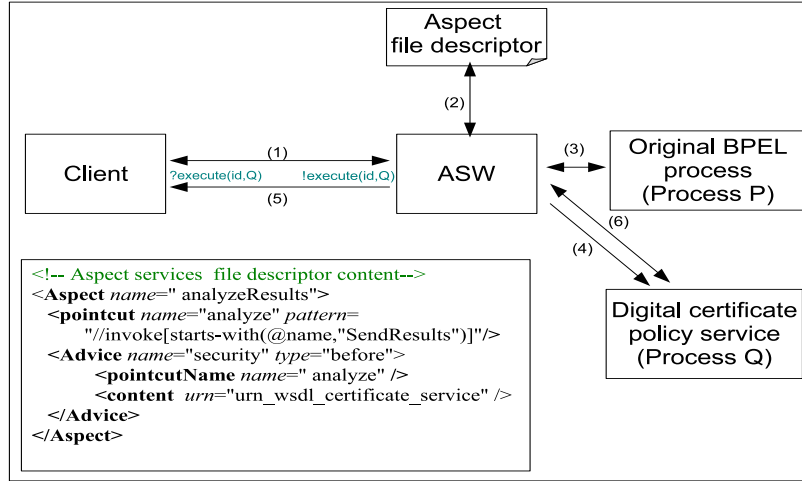 Aspect
file descriptor
(2)
Client
(1)
?execute(id,Q)
!execute(id,Q)
(5)
ASW
(3)
Original BPEL
process
(Process P)
(6)
(4)
Digital certificate
policy service
(Process Q)
<!-- Aspect services  file descriptor content-->
<Aspect name=" analyzeResults">
<pointcut name="analyze" pattern=
"//invoke[starts-with(@name,"SendResults")]"/>
<Advice name="security" type="before">
<pointcutName name=" analyze" />
<content  urn="urn_wsdl_certificate_service" />
</Advice>
</Aspect>